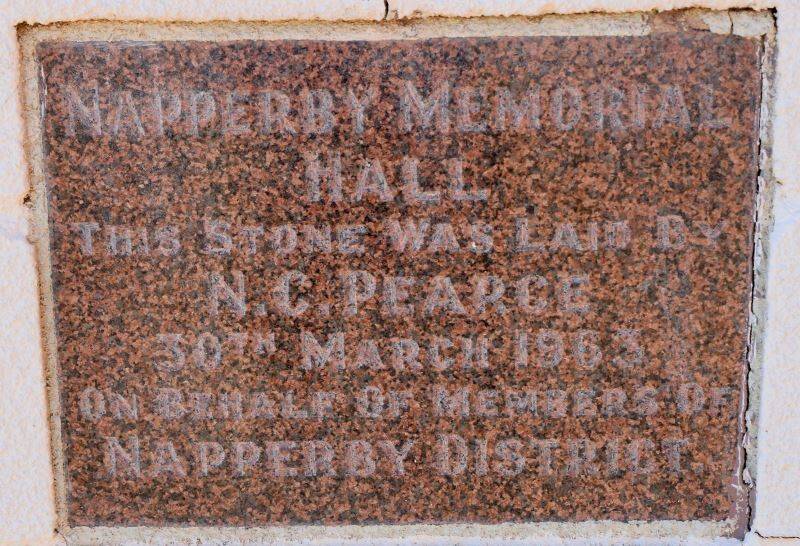 NAPPERBY MEMORIAL
HALL
THIS STONE WAS LAID BY
N.C. PEARCE
30TH MARCH 1963
ON BEHALF OF MEMBERS OF
NAPPERBY DISTRICT.